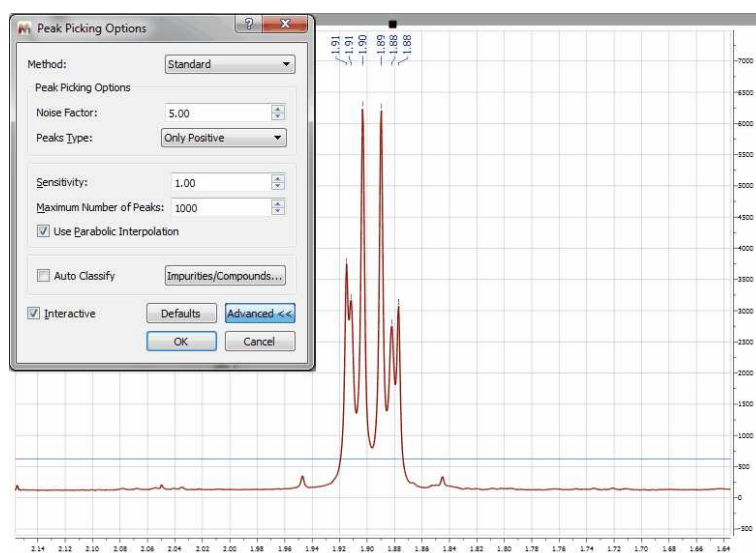 Peak Picking Options
Method: Standard
Peak Picking Options
Noise Factor: 5.00
Peaks Type: Only Positive
Sensitivity: 1.00
Maximum Number of Peaks: 1000
Use Parabolic Interpolation
Auto Classify Impurities/Compounds...
Interactive Defaults Advanced <<
OK Cancel
1.91 1.91 1.90 1.89 1.88 1.88
7000
6500
6000
5500
5000
4500
4000
3500
3000
2500
2000
1500
1000
500
0
-500
2.14 2.12 2.10 2.08 2.06 2.04 2.02 2.00 1.98 1.96 1.94 1.92 1.90 1.88 1.86 1.84 1.82 1.80 1.78 1.76 1.74 1.72 1.70 1.68 1.66 1.64